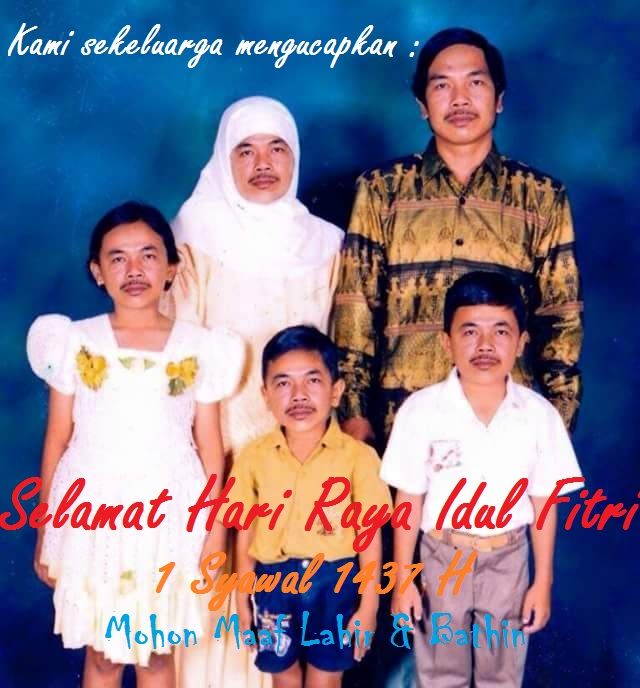 Kami sekeluarga mengucapkan :
Selamat Hari Raya Idul Fitri
1 Syawal 1437 H
Mohon Maaf Lahir & Bathin